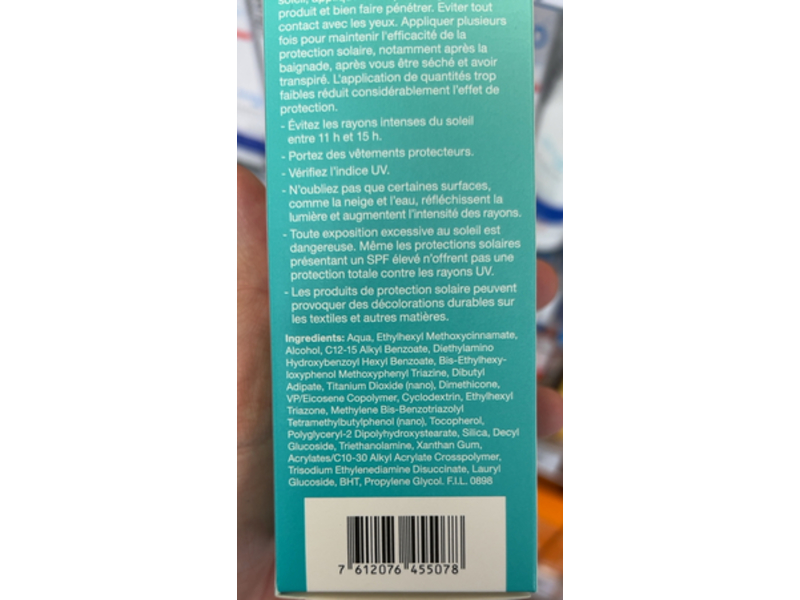 soleil, appliquer
produit et bien faire pénétrer. Éviter tout
contact avec les yeux. Appliquer plusieurs
fois pour maintenir l'efficacité de la
protection solaire, notamment après la
baignade, après vous être séché et avoir
transpiré. L'application de quantités trop
faibles réduit considérablement l'effet de
protection.
- Évitez les rayons intenses du soleil
entre 11 h et 15 h.
- Portez des vêtements protecteurs.
- Vérifiez l'indice UV.
- N'oubliez pas que certaines surfaces,
comme la neige et l'eau, réfléchissent la
lumière et augmentent l'intensité des rayons.
- Toute exposition excessive au soleil est
dangereuse. Même les protections solaires
présentant un SPF élevé n'offrent pas une
protection totale contre les rayons UV.
- Les produits de protection solaire peuvent
provoquer des décolorations durables sur
les textiles et autres matières.
Ingredients: Aqua, Ethylhexyl Methoxycinnamate,
Alcohol, C12-15 Alkyl Benzoate, Diethylamino
Hydroxybenzoyl Hexyl Benzoate, Bis-Ethylhexy-
loxyphenol Methoxyphenyl Triazine, Dibutyl
Adipate, Titanium Dioxide (nano), Dimethicone,
VP/Eicosene Copolymer, Cyclodextrin, Ethylhexyl
Triazone, Methylene Bis-Benzotriazolyl
Tetramethylbutylphenol (nano), Tocopherol,
Polyglyceryl-2 Dipolyhydroxystearate, Silica, Decyl
Glucoside, Triethanolamine, Xanthan Gum,
Acrylates/C10-30 Alkyl Acrylate Crosspolymer,
Trisodium Ethylenediamine Disuccinate, Lauryl
Glucoside, BHT, Propylene Glycol. F.I.L. 0898
7 612076 455078